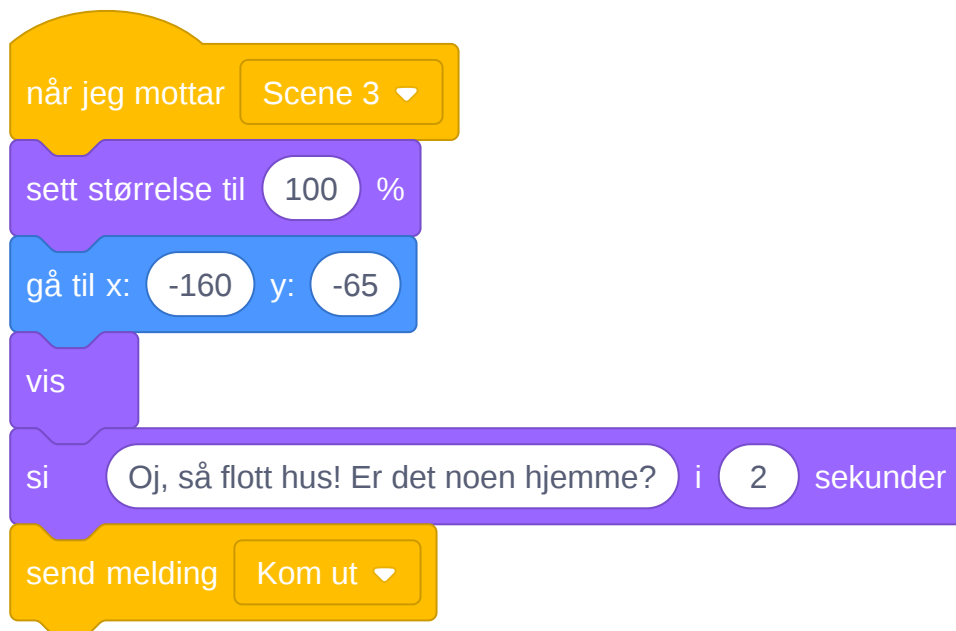 når jeg mottar Scene 3
sett størrelse til 100 %
gå til x: -160 y: -65
vis
si Oj, så flott hus! Er det noen hjemme? i 2 sekunder
send melding Kom ut